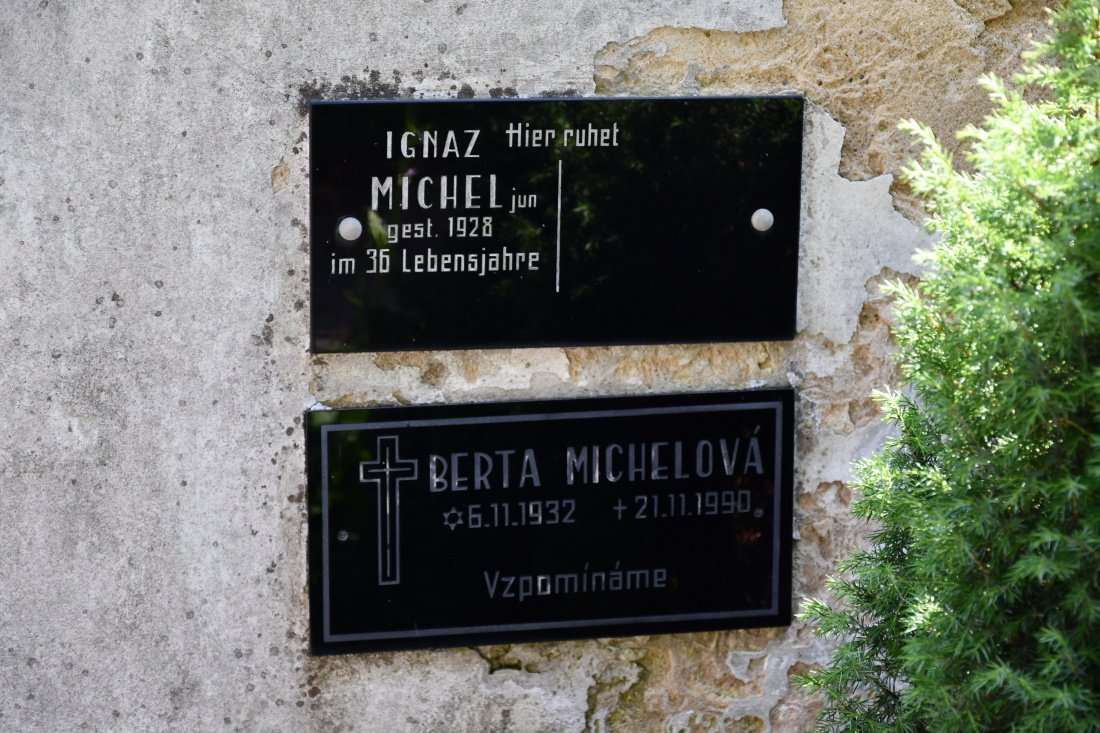 Hier ruhet
IGNAZ
MICHEL jun
gest. 1928
im 36 Lebensjahre
BERTA MICHELOVÁ
✡6.11.1932 +21.11.1990
Vzpomínáme